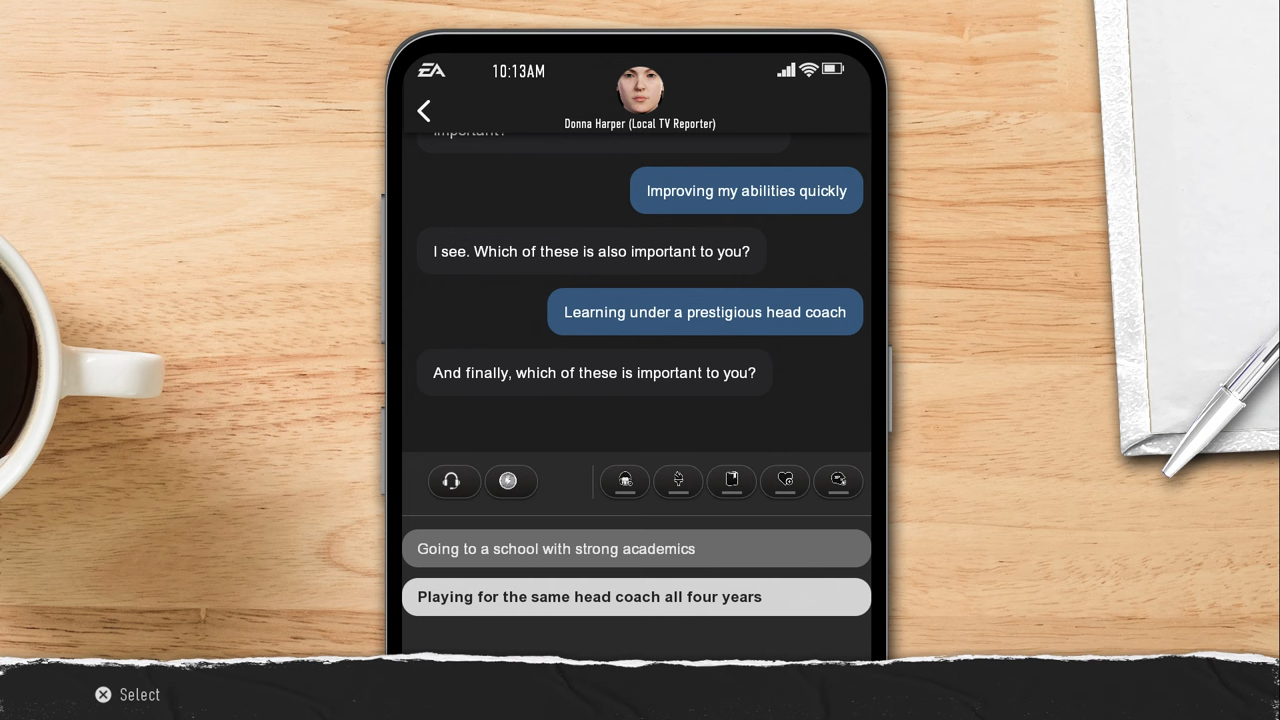 EA
10:13AM
Donna Harper (Local TV Reporter)
important?
Improving my abilities quickly
I see. Which of these is also important to you?
Learning under a prestigious head coach
And finally, which of these is important to you?
Going to a school with strong academics
Playing for the same head coach all four years
Select